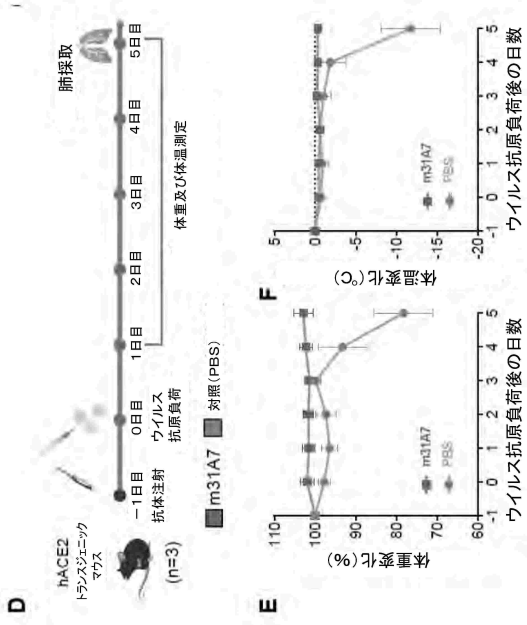 D
hACE2
トランスジェニック
マウス
(n=3)
－1日目
抗体注射
0日目
ウイルス
抗原負荷
1日目
2日目
3日目
4日目
5日目
肺採取
体重及び体温測定
m31A7
対照(PBS)
E
体重変化(%)
110
100
90
80
70
60
m31A7
PBS
-1
0
1
2
3
4
5
ウイルス抗原負荷後の日数
F
体温変化(℃)
5
0
-5
-10
-15
-20
m31A7
PBS
-1
0
1
2
3
4
5
ウイルス抗原負荷後の日数